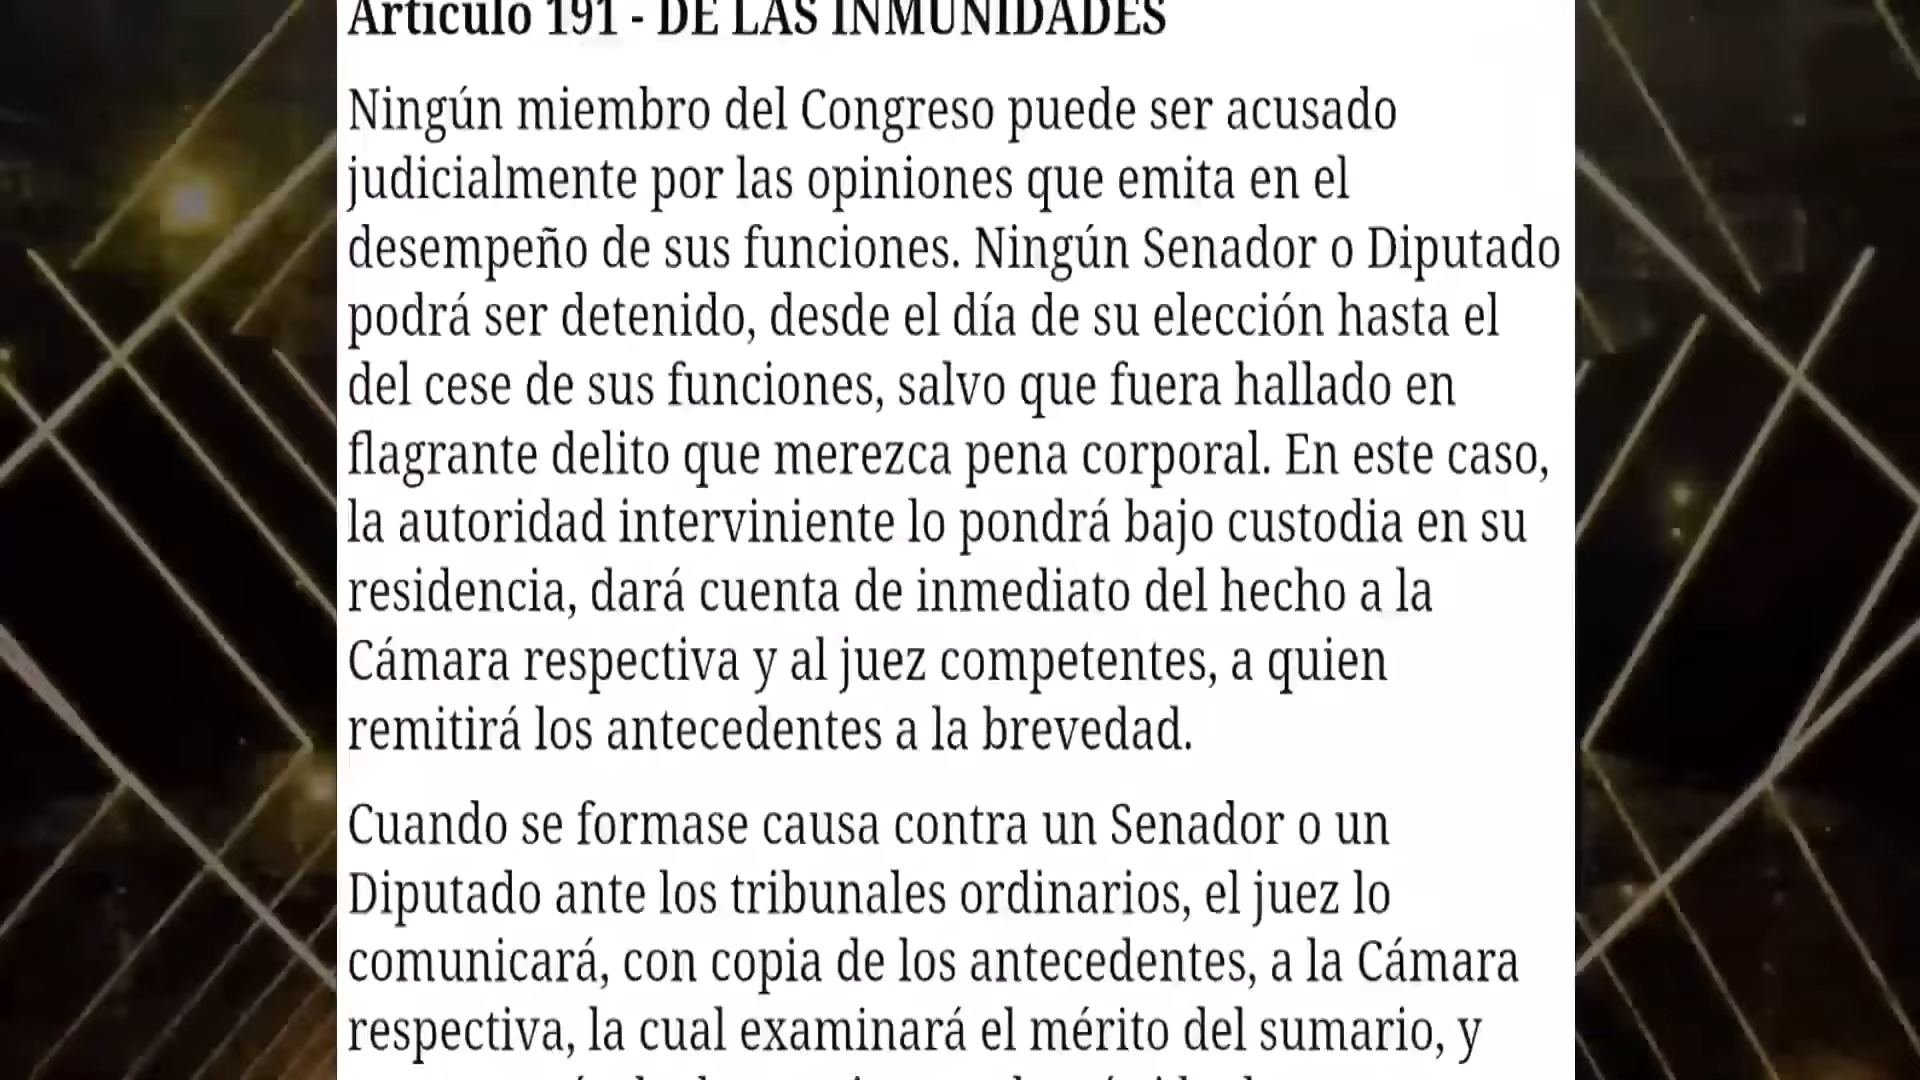 Artículo 191 - DE LAS INMUNIDADES
Ningún miembro del Congreso puede ser acusado
judicialmente por las opiniones que emita en el
desempeño de sus funciones. Ningún Senador o Diputado
podrá ser detenido, desde el día de su elección hasta el
del cese de sus funciones, salvo que fuera hallado en
flagrante delito que merezca pena corporal. En este caso,
la autoridad interviniente lo pondrá bajo custodia en su
residencia, dará cuenta de inmediato del hecho a la
Cámara respectiva y al juez competentes, a quien
remitirá los antecedentes a la brevedad.
Cuando se formase causa contra un Senador o un
Diputado ante los tribunales ordinarios, el juez lo
comunicará, con copia de los antecedentes, a la Cámara
respectiva, la cual examinará el mérito del sumario, y